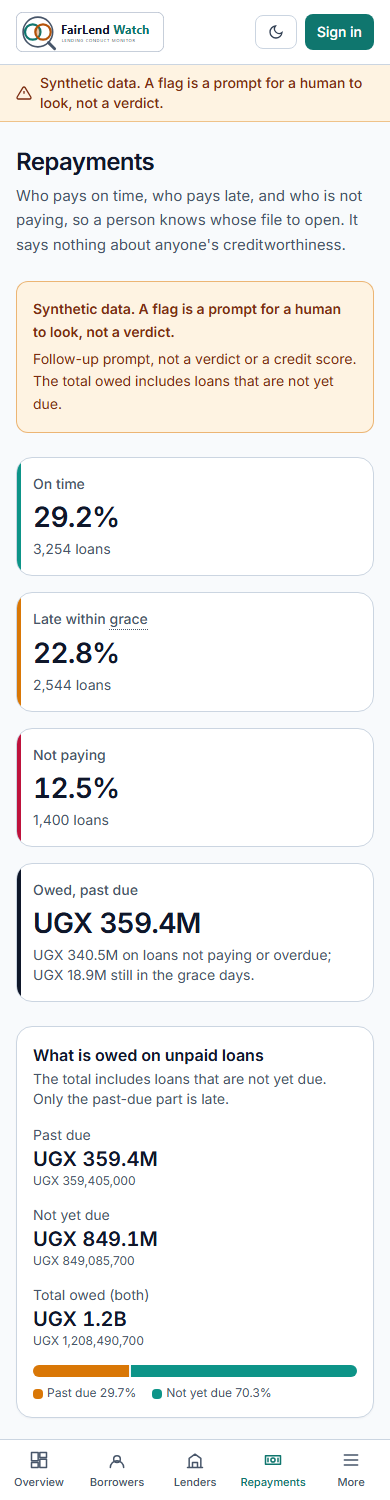 FairLend Watch
LENDING CONDUCT MONITOR
Sign in
Synthetic data. A flag is a prompt for a human to
look, not a verdict.
Repayments
Who pays on time, who pays late, and who is not
paying, so a person knows whose file to open. It
says nothing about anyone's creditworthiness.
Synthetic data. A flag is a prompt for a human
to look, not a verdict.
Follow-up prompt, not a verdict or a credit score.
The total owed includes loans that are not yet
due.
On time
29.2%
3,254 loans
Late within grace
22.8%
2,544 loans
Not paying
12.5%
1,400 loans
Owed, past due
UGX 359.4M
UGX 340.5M on loans not paying or overdue;
UGX 18.9M still in the grace days.
What is owed on unpaid loans
The total includes loans that are not yet due.
Only the past-due part is late.
Past due
UGX 359.4M
UGX 359,405,000
Not yet due
UGX 849.1M
UGX 849,085,700
Total owed (both)
UGX 1.2B
UGX 1,208,490,700
Past due 29.7% Not yet due 70.3%
Overview Borrowers Lenders Repayments More